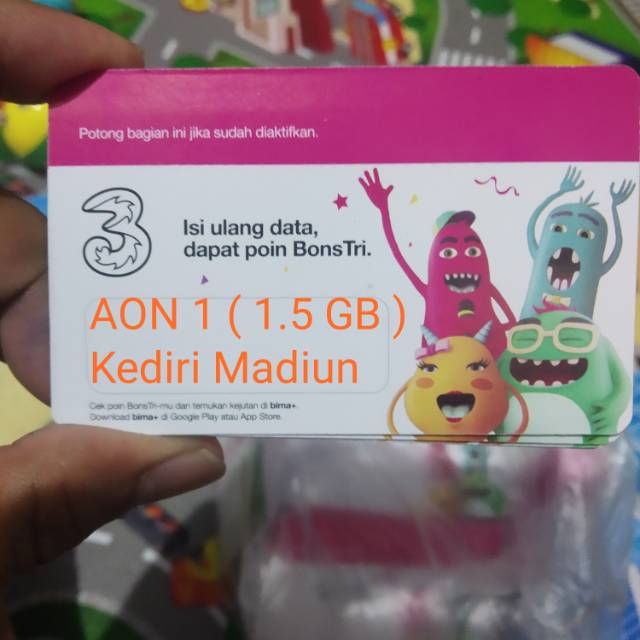 Potong bagian ini jika sudah diaktifkan.
3
Isi ulang data,
dapat poin BonsTri.
AON 1 ( 1.5 GB )
Kediri Madiun
Cek poin BonsTri-mu dan temukan kejutan di bima+.
Download bima+ di Google Play atau App Store.